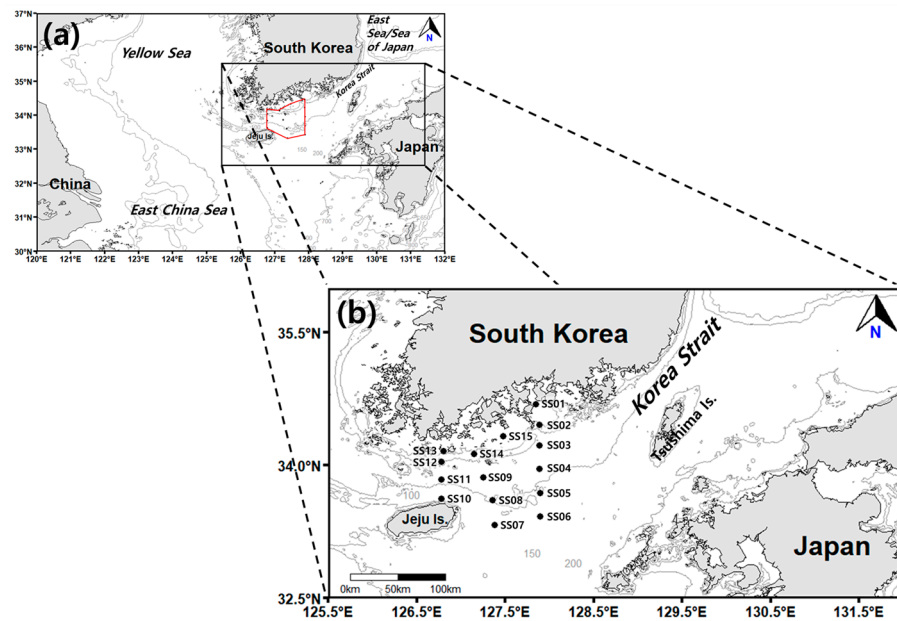 37°N
36°N
35°N
34°N
33°N
32°N
31°N
30°N
120°E 121°E 122°E 123°E 124°E 125°E 126°E 127°E 128°E 129°E 130°E 131°E 132°E
(a)
Yellow Sea
South Korea
East
Sea/Sea
of Japan
N
Korea Strait
Jeju Is.
150
200
Japan
China
East China Sea
(b)
South Korea
N
Korea Strait
Tsushima Is.
SS01
SS02
SS15
SS03
SS13
SS14
SS12
SS04
SS11
SS09
SS05
SS10
SS08
100
SS06
Jeju Is.
SS07
Japan
150
200
0km 50km 100km
35.5°N
34.0°N
32.5°N
125.5°E 126.5°E 127.5°E 128.5°E 129.5°E 130.5°E 131.5°E